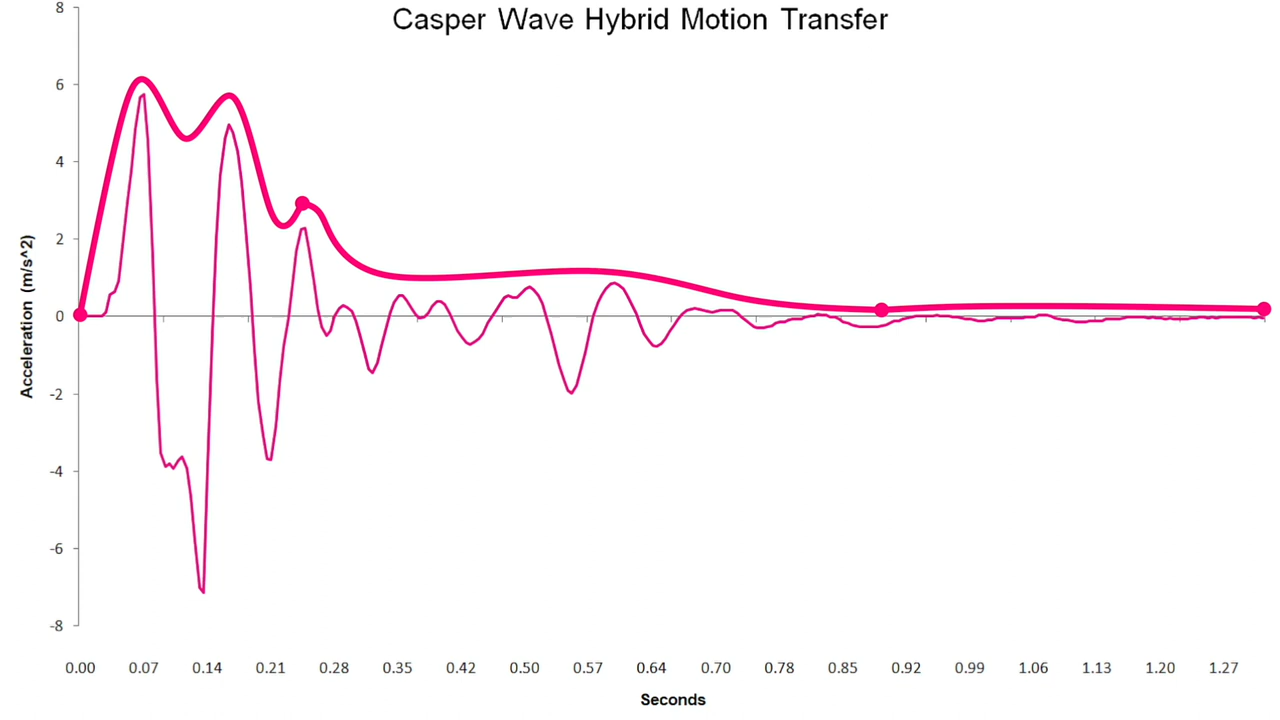 Casper Wave Hybrid Motion Transfer
8
6
4
2
0
-2
-4
-6
-8
Acceleration (m/s^2)
0.00 0.07 0.14 0.21 0.28 0.35 0.42 0.50 0.57 0.64 0.70 0.78 0.85 0.92 0.99 1.06 1.13 1.20 1.27
Seconds